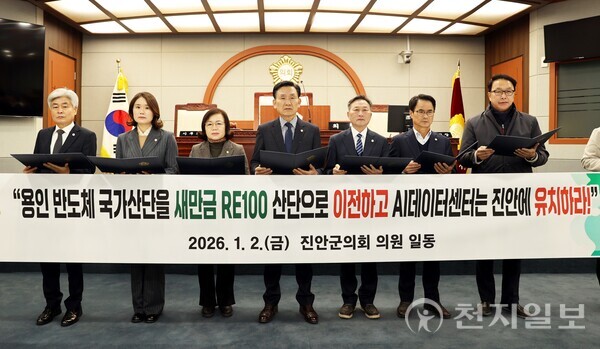 “용인 반도체 국가산단을 새만금 RE100 산단으로 이전하고 AI데이터센터는 진안에 유치하라!”
2026. 1. 2.(금) 진안군의회 의원 일동
천지일보